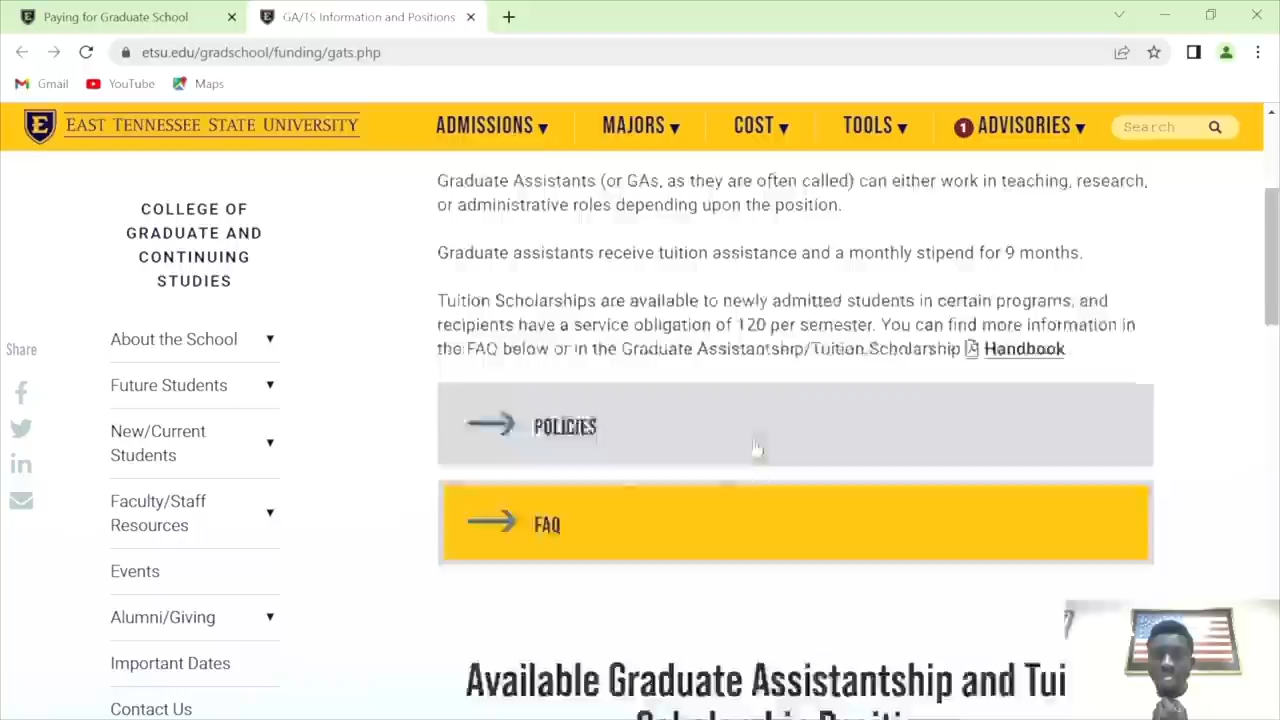 Paying for Graduate School
GA/TS Information and Positions
etsu.edu/gradschool/funding/gats.php
Gmail
YouTube
Maps
E EAST TENNESSEE STATE UNIVERSITY
ADMISSIONS ▼
MAJORS ▼
COST ▼
TOOLS ▼
1 ADVISORIES ▼
Search
COLLEGE OF
GRADUATE AND
CONTINUING
STUDIES
About the School ▼
Future Students ▼
New/Current
Students ▼
Faculty/Staff
Resources ▼
Events
Alumni/Giving ▼
Important Dates
Contact Us
Share
Graduate Assistants (or GAs, as they are often called) can either work in teaching, research,
or administrative roles depending upon the position.
Graduate assistants receive tuition assistance and a monthly stipend for 9 months.
Tuition Scholarships are available to newly admitted students in certain programs, and
recipients have a service obligation of 120 per semester. You can find more information in
the FAQ below or in the Graduate Assistantship/Tuition Scholarship Handbook
POLICIES
FAQ
Available Graduate Assistantship and Tui